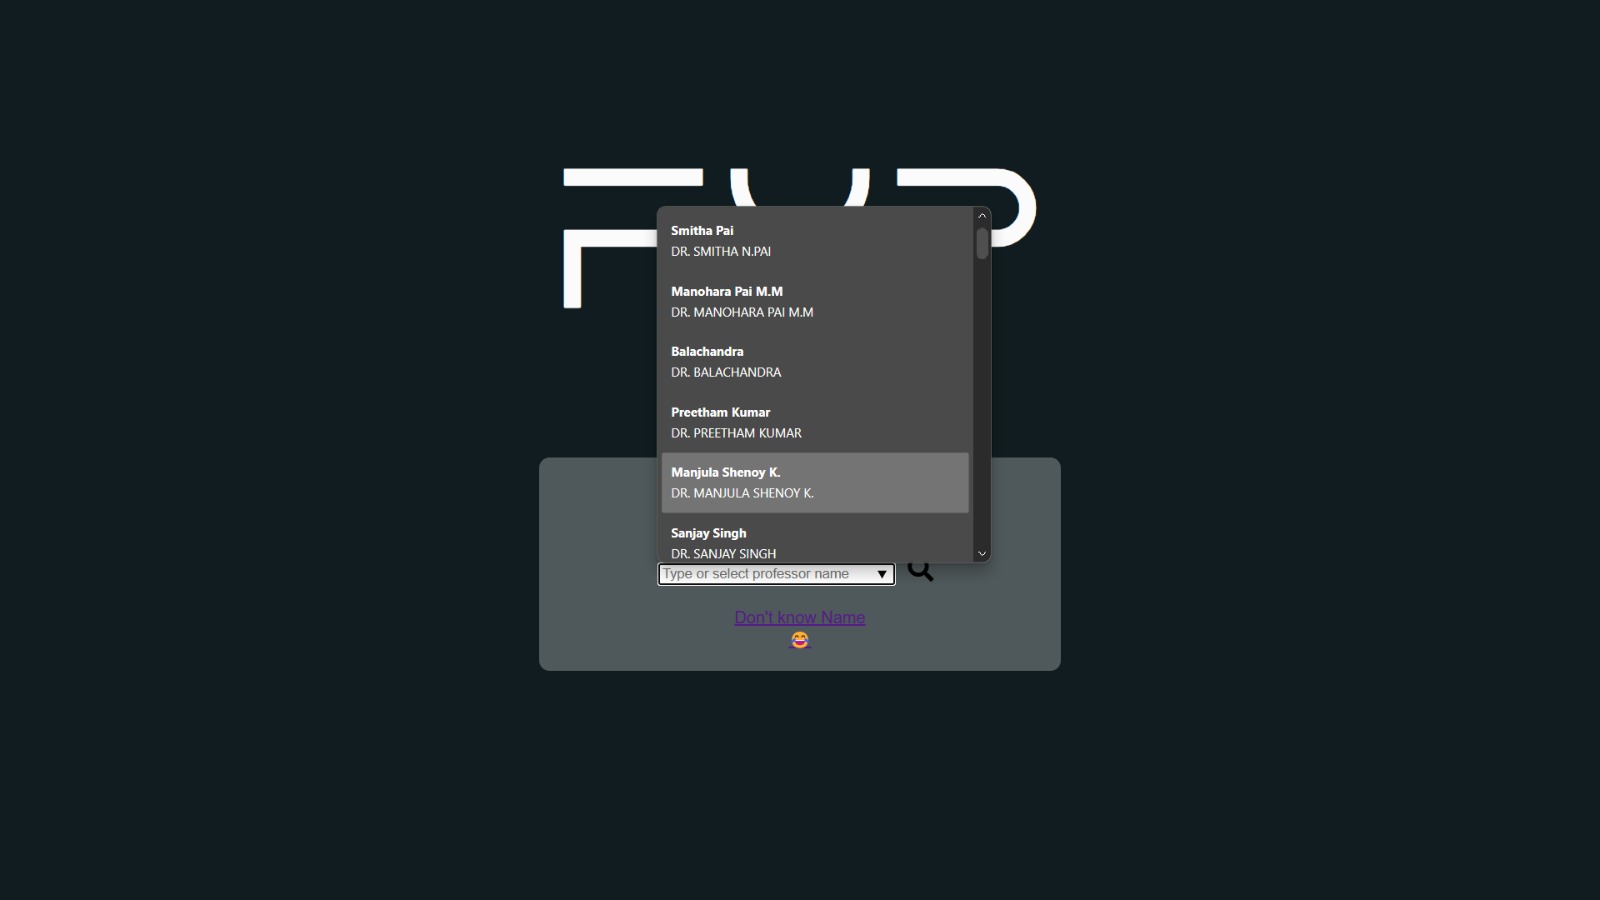 Smitha Pai
DR. SMITHA N.PAI
Manohara Pai M.M
DR. MANOHARA PAI M.M
Balachandra
DR. BALACHANDRA
Preetham Kumar
DR. PREETHAM KUMAR
Manjula Shenoy K.
DR. MANJULA SHENOY K.
Sanjay Singh
DR. SANJAY SINGH
Type or select professor name
Don't know Name